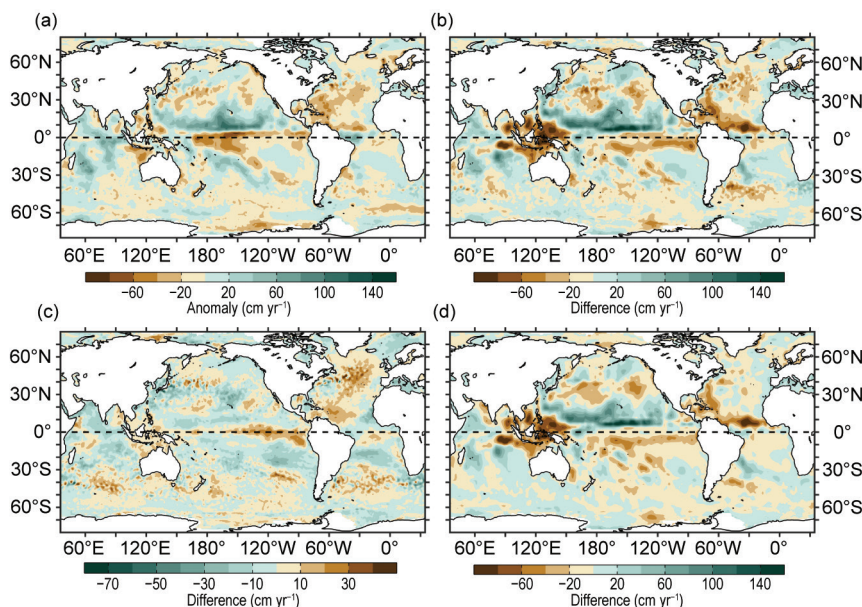 (a)
(b)
60°N
30°N
0°
30°S
60°S
60°N
30°N
0°
30°S
60°S
60°E 120°E 180° 120°W 60°W 0°
60°E 120°E 180° 120°W 60°W 0°
−60 −20 20 60 100 140
Anomaly (cm yr⁻¹)
−60 −20 20 60 100 140
Difference (cm yr⁻¹)
(c)
(d)
60°N
30°N
0°
30°S
60°S
60°N
30°N
0°
30°S
60°S
60°E 120°E 180° 120°W 60°W 0°
60°E 120°E 180° 120°W 60°W 0°
−70 −50 −30 −10 10 30
Difference (cm yr⁻¹)
−60 −20 20 60 100 140
Difference (cm yr⁻¹)